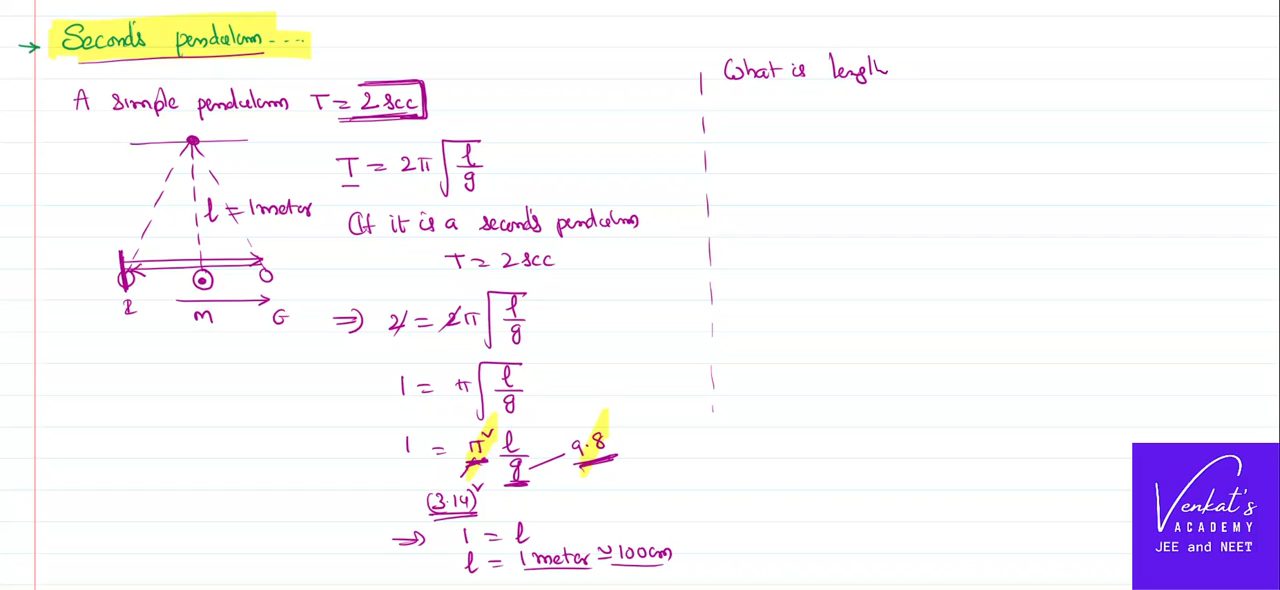 → Second's pendulum ....
A simple pendulum T = 2 sec
T = 2π √(l/g)
l = 1 meter
If it is a second's pendulum
T = 2 sec
M G
⇒ 2 = 2π √(l/g)
1 = π √(l/g)
1 = π² l/g 9.8
(3.14)²
⇒ 1 = l
l = 1 meter ≃ 100 cm
What is length
Venkat's
ACADEMY
JEE and NEET